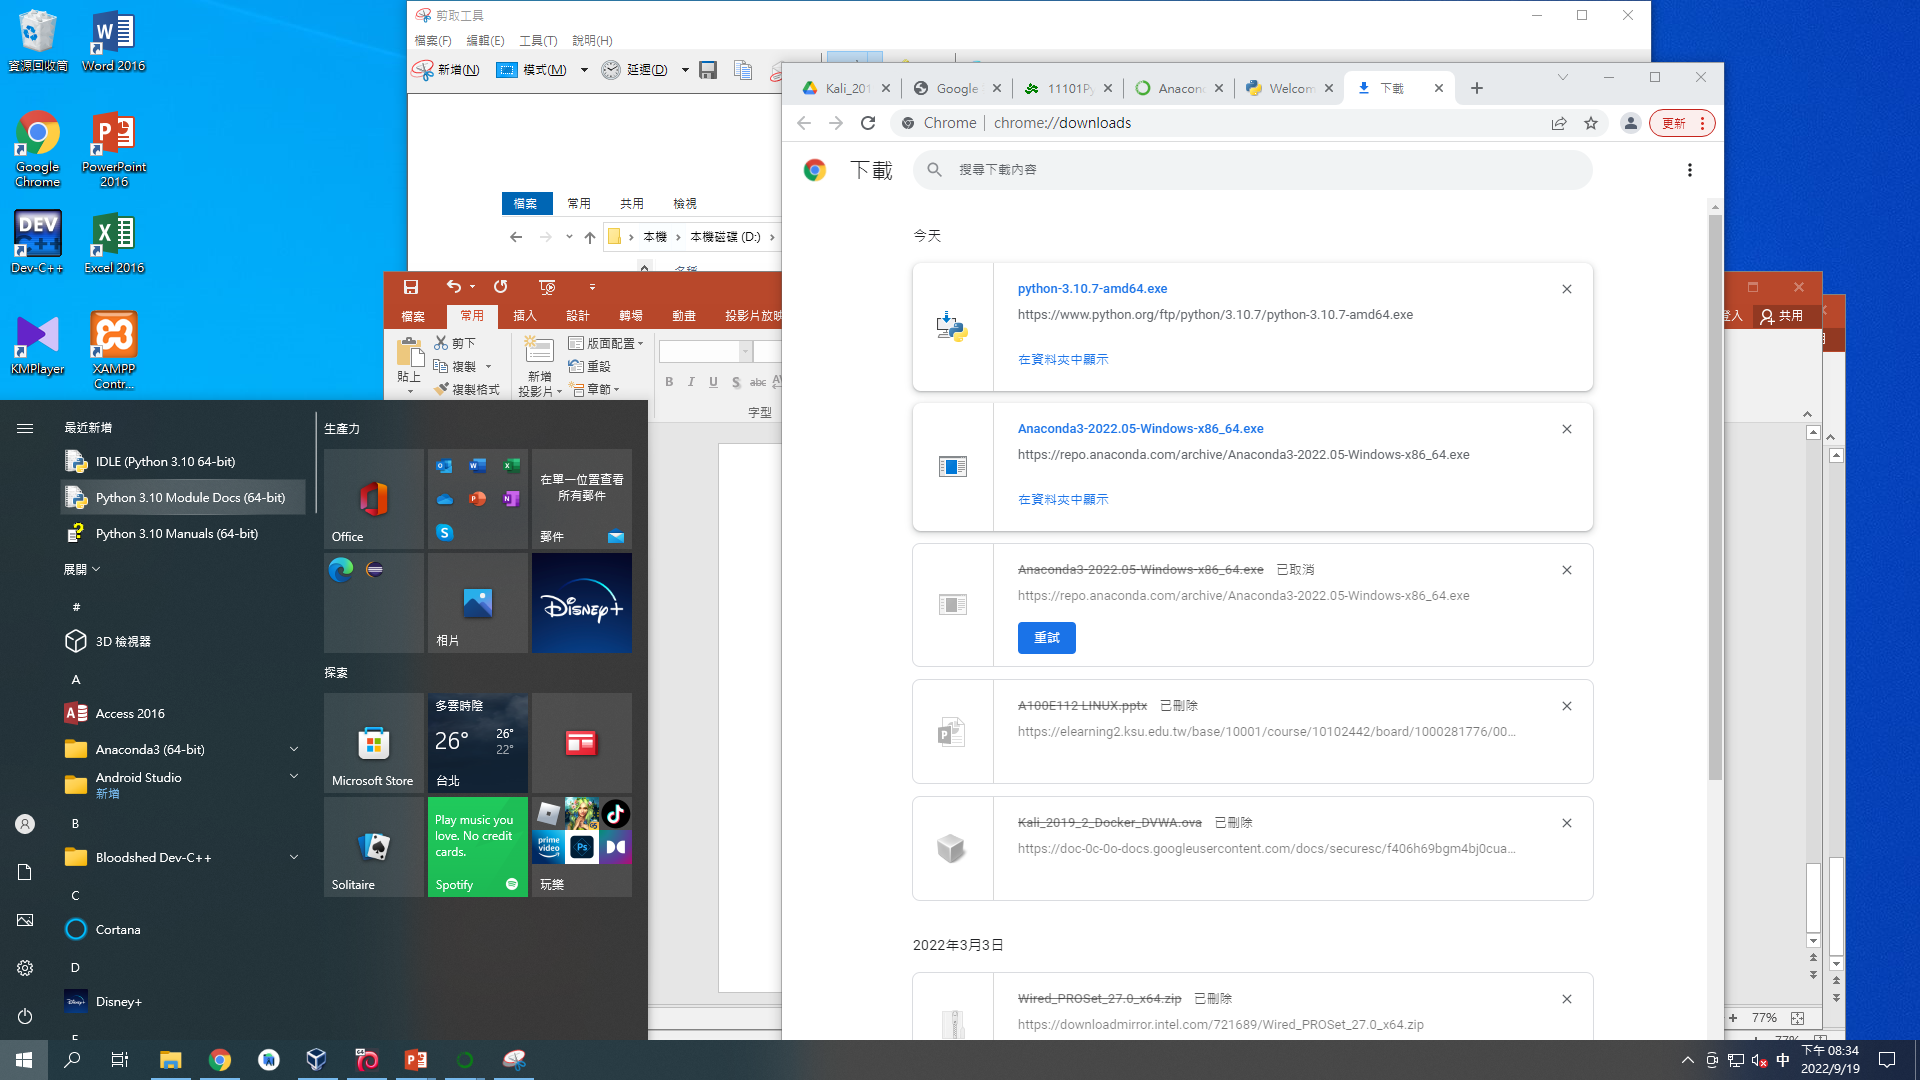 資源回收筒
Word 2016
Google Chrome
PowerPoint 2016
Dev-C++
Excel 2016
KMPlayer
XAMPP Contr...
剪取工具
檔案(F) 編輯(E) 工具(T) 說明(H)
新增(N) 模式(M) 延遲(D)
檔案 常用 共用 檢視
本機 › 本機磁碟 (D:) ›
名稱
檔案 常用 插入 設計 轉場 動畫 投影片放映
貼上
剪下
複製
複製格式
新增
投影片
版面配置
重設
章節
B I U S abc
字型
登入 共用
77%
77%
Kali_201 Google 11101Py Anacon Welcom 下載
Chrome | chrome://downloads
更新
下載
搜尋下載內容
今天
python-3.10.7-amd64.exe
https://www.python.org/ftp/python/3.10.7/python-3.10.7-amd64.exe
在資料夾中顯示
Anaconda3-2022.05-Windows-x86_64.exe
https://repo.anaconda.com/archive/Anaconda3-2022.05-Windows-x86_64.exe
在資料夾中顯示
Anaconda3-2022.05-Windows-x86_64.exe 已取消
https://repo.anaconda.com/archive/Anaconda3-2022.05-Windows-x86_64.exe
重試
A100E112 LINUX.pptx 已刪除
https://elearning2.ksu.edu.tw/base/10001/course/10102442/board/1000281776/00...
Kali_2019_2_Docker_DVWA.ova 已刪除
https://doc-0c-0o-docs.googleusercontent.com/docs/securesc/f406h69bgm4bj0cua...
2022年3月3日
Wired_PROSet_27.0_x64.zip 已刪除
https://downloadmirror.intel.com/721689/Wired_PROSet_27.0_x64.zip
最近新增
IDLE (Python 3.10 64-bit)
Python 3.10 Module Docs (64-bit)
Python 3.10 Manuals (64-bit)
展開
#
3D 檢視器
A
Access 2016
Anaconda3 (64-bit)
Android Studio
新增
B
Bloodshed Dev-C++
C
Cortana
D
Disney+
生產力
Office
在單一位置查看所有郵件
郵件
相片
Disney+
探索
Microsoft Store
多雲時陰
26° 26° 22°
台北
Solitaire
Play music you love. No credit cards.
Spotify
prime video
Ps
玩樂
中
下午 08:34
2022/9/19